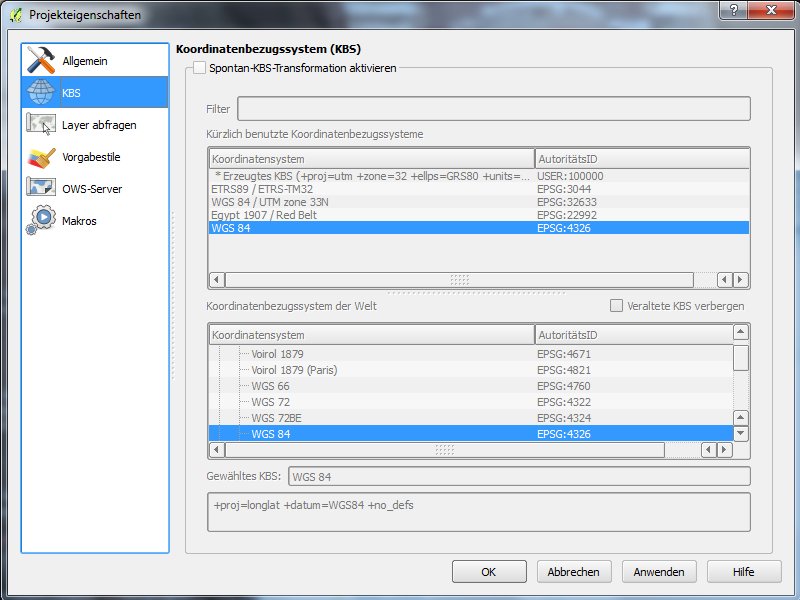 Projekteigenschaften
?
Allgemein
KBS
Layer abfragen
Vorgabestile
OWS-Server
Makros
Koordinatenbezugssystem (KBS)
Spontan-KBS-Transformation aktivieren
Filter
Kürzlich benutzte Koordinatenbezugssysteme
Koordinatensystem AutoritätsID
* Erzeugtes KBS (+proj=utm +zone=32 +ellps=GRS80 +units=... USER:100000
ETRS89 / ETRS-TM32 EPSG:3044
WGS 84 / UTM zone 33N EPSG:32633
Egypt 1907 / Red Belt EPSG:22992
WGS 84 EPSG:4326
Koordinatenbezugssystem der Welt
Veraltete KBS verbergen
Koordinatensystem AutoritätsID
Voirol 1879 EPSG:4671
Voirol 1879 (Paris) EPSG:4821
WGS 66 EPSG:4760
WGS 72 EPSG:4322
WGS 72BE EPSG:4324
WGS 84 EPSG:4326
Gewähltes KBS: WGS 84
+proj=longlat +datum=WGS84 +no_defs
OK Abbrechen Anwenden Hilfe